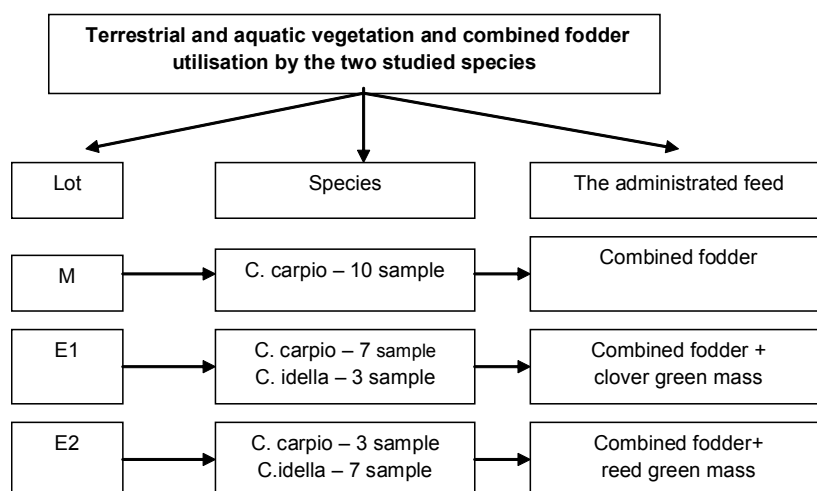 Terrestrial and aquatic vegetation and combined fodder
utilisation by the two studied species
Lot
Species
The administrated feed
M
C. carpio – 10 sample
Combined fodder
E1
C. carpio – 7 sample
C. idella – 3 sample
Combined fodder +
clover green mass
E2
C. carpio – 3 sample
C.idella – 7 sample
Combined fodder+
reed green mass